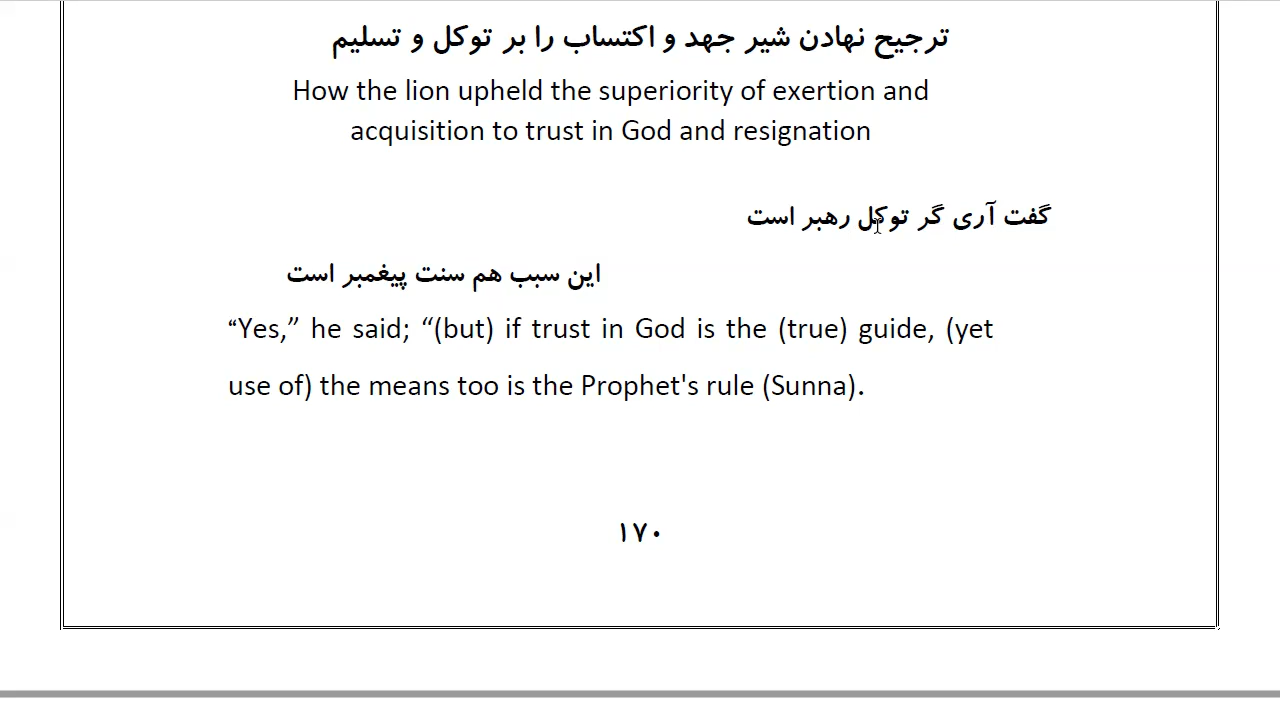 ترجیح نهادن شیر جهد و اکتساب را بر توکل و تسلیم
How the lion upheld the superiority of exertion and
acquisition to trust in God and resignation
گفت آری گر توکل رهبر است
این سبب هم سنت پیغمبر است
“Yes,” he said; “(but) if trust in God is the (true) guide, (yet
use of) the means too is the Prophet's rule (Sunna).
۱۷۰